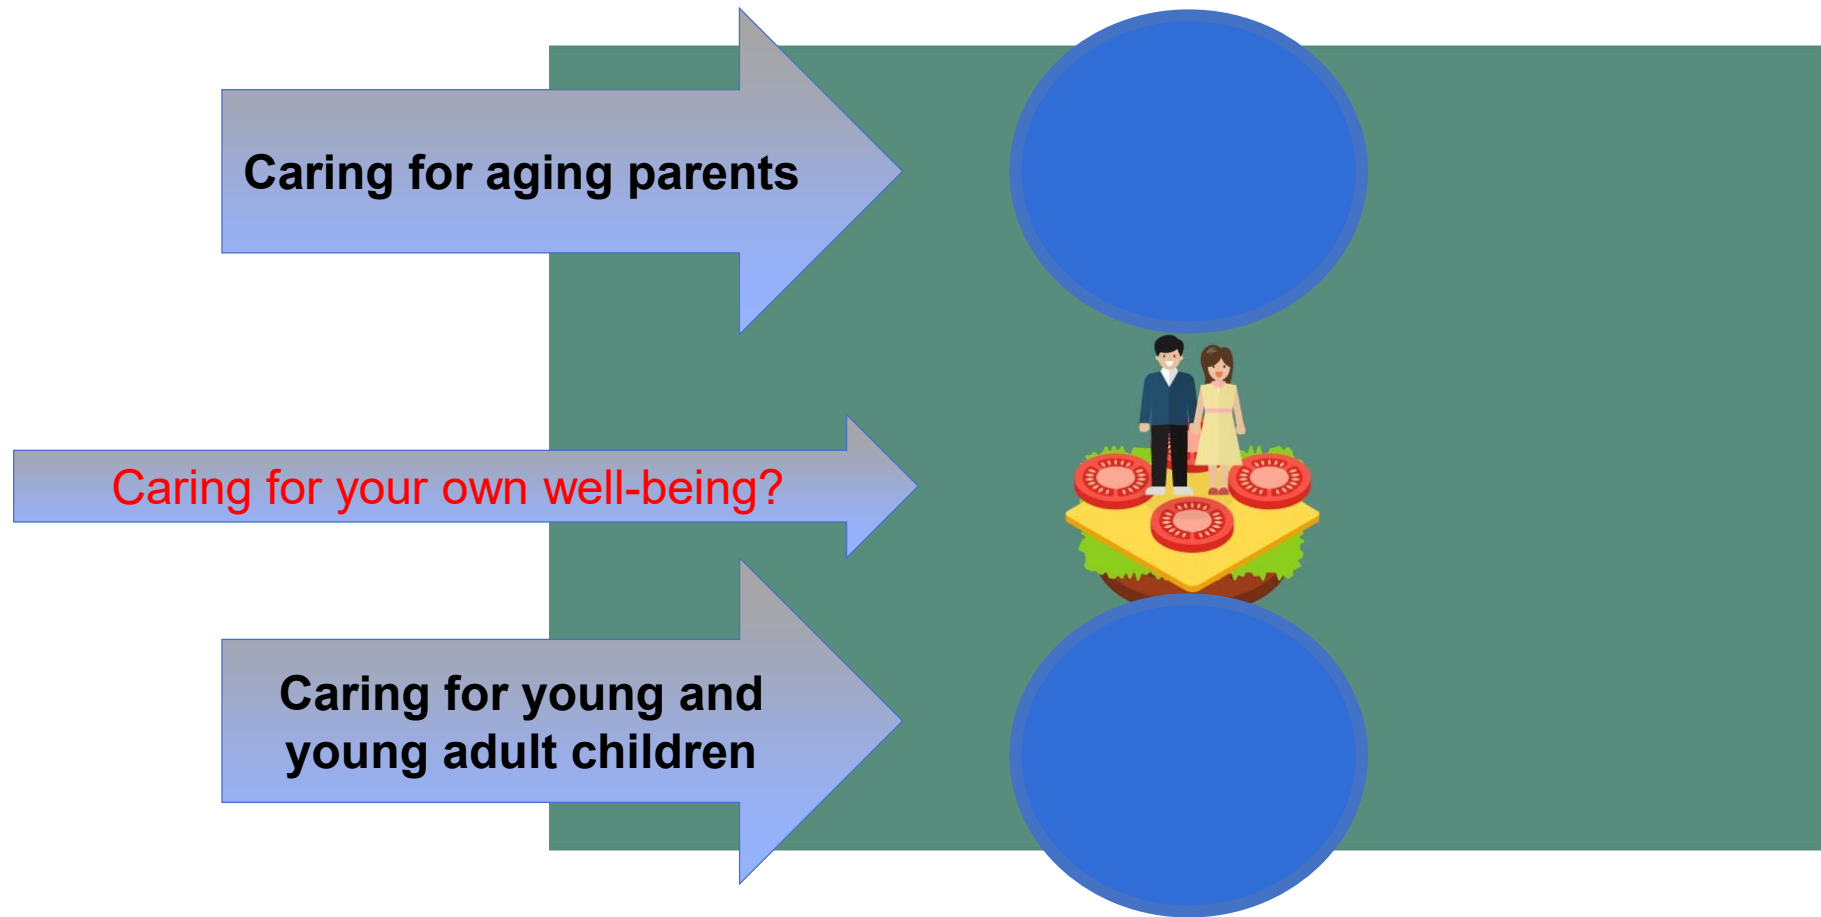 Caring for aging parents
Caring for your own well-being?
Caring for young and
young adult children